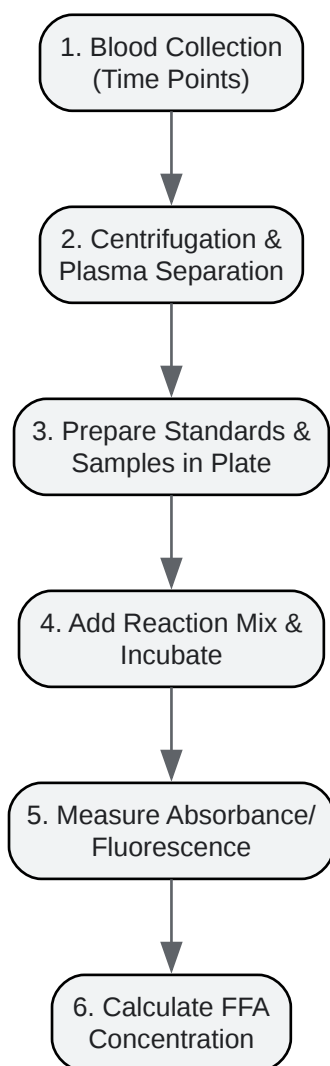 1. Blood Collection
(Time Points)
2. Centrifugation &
Plasma Separation
3. Prepare Standards &
Samples in Plate
4. Add Reaction Mix &
Incubate
5. Measure Absorbance/
Fluorescence
6. Calculate FFA
Concentration